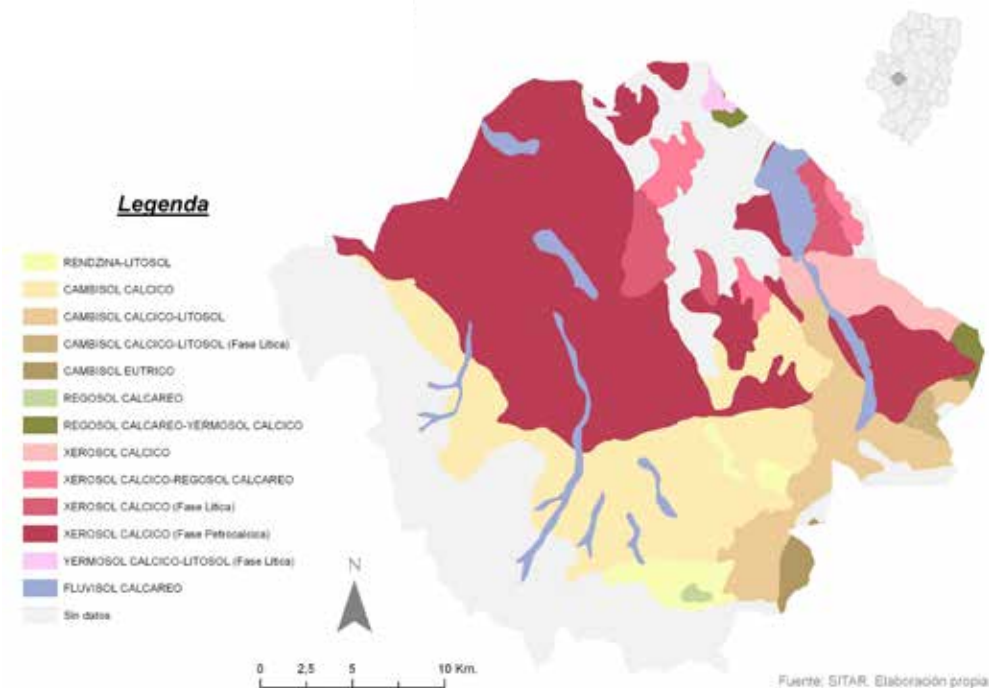 Legenda
RENDZINA-LITOSOL
CAMBISOL CALCICO
CAMBISOL CALCICO-LITOSOL
CAMBISOL CALCICO-LITOSOL (Fase Litica)
CAMBISOL EUTRICO
REGOSOL CALCAREO
REGOSOL CALCAREO-YERMOSOL CALCICO
XEROSOL CALCICO
XEROSOL CALCICO-REGOSOL CALCAREO
XEROSOL CALCICO (Fase Litica)
XEROSOL CALCICO (Fase Petrocalcica)
YERMOSOL CALCICO-LITOSOL (Fase Litica)
FLUVISOL CALCAREO
Sin datos
N
0 2,5 5 10 Km.
Fuente: SITAR. Elaboración propia